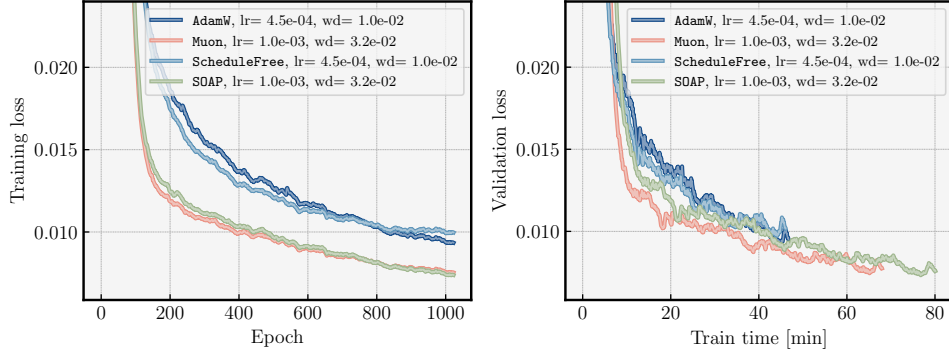 AdamW, lr= 4.5e-04, wd= 1.0e-02
Muon, lr= 1.0e-03, wd= 3.2e-02
ScheduleFree, lr= 4.5e-04, wd= 1.0e-02
SOAP, lr= 1.0e-03, wd= 3.2e-02
0.020
0.015
0.010
Training loss
0
200
400
600
800
1000
Epoch
AdamW, lr= 4.5e-04, wd= 1.0e-02
Muon, lr= 1.0e-03, wd= 3.2e-02
ScheduleFree, lr= 4.5e-04, wd= 1.0e-02
SOAP, lr= 1.0e-03, wd= 3.2e-02
0.020
0.015
0.010
Validation loss
0
20
40
60
80
Train time [min]